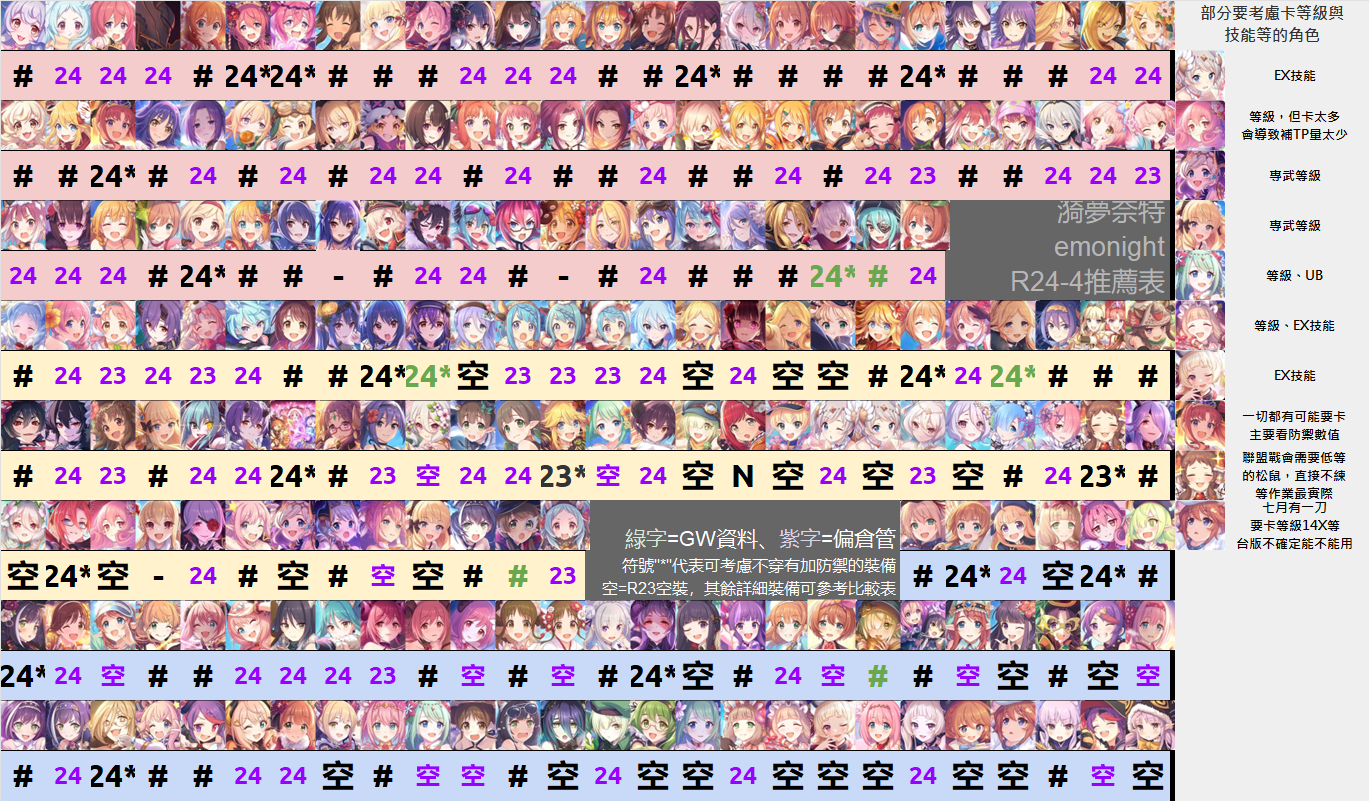 部分要考慮卡等級與
技能等的角色
# 24 24 24 # 24* 24* # # # 24 24 24 # # 24* # # # # 24* # # # 24 24
EX技能
等級，但卡太多
會導致補TP量太少
# # 24* # 24 # 24 # 24 24 # 24 # # 24 # # 24 # 24 23 # # 24 24 23
專武等級
漪夢奈特
emonight
R24-4推薦表
專武等級
24 24 24 # 24* # # - # 24 24 # - # 24 # # # 24* # 24
等級、UB
等級、EX技能
# 24 23 24 23 24 # # 24* 24* 空 23 23 23 24 空 24 空 空 # 24* 24 24* # # #
EX技能
一切都有可能要卡
主要看防禦數值
# 24 23 # 24 24 24* # 23 空 24 24 23* 空 24 空 N 空 24 空 23 空 # 24 23* #
聯盟戰會需要低等
的松鼠，直接不練
等作業最實際
七月有一刀
要卡等級14X等
台版不確定能不能用
綠字=GW資料、紫字=偏倉管
符號"*"代表可考慮不穿有加防禦的裝備
空=R23空裝，其餘詳細裝備可參考比較表
空 24* 空 - 24 # 空 # 空 空 # # 23 # 24* 24 空 24* #
24* 24 空 # # 24 24 24 23 # 空 # 空 # 24* 空 # 24 空 # # 空 空 # 空 空
# 24 24* # # 24 24 空 # 空 空 # 空 24 空 空 24 空 空 空 24 空 空 # 空 空